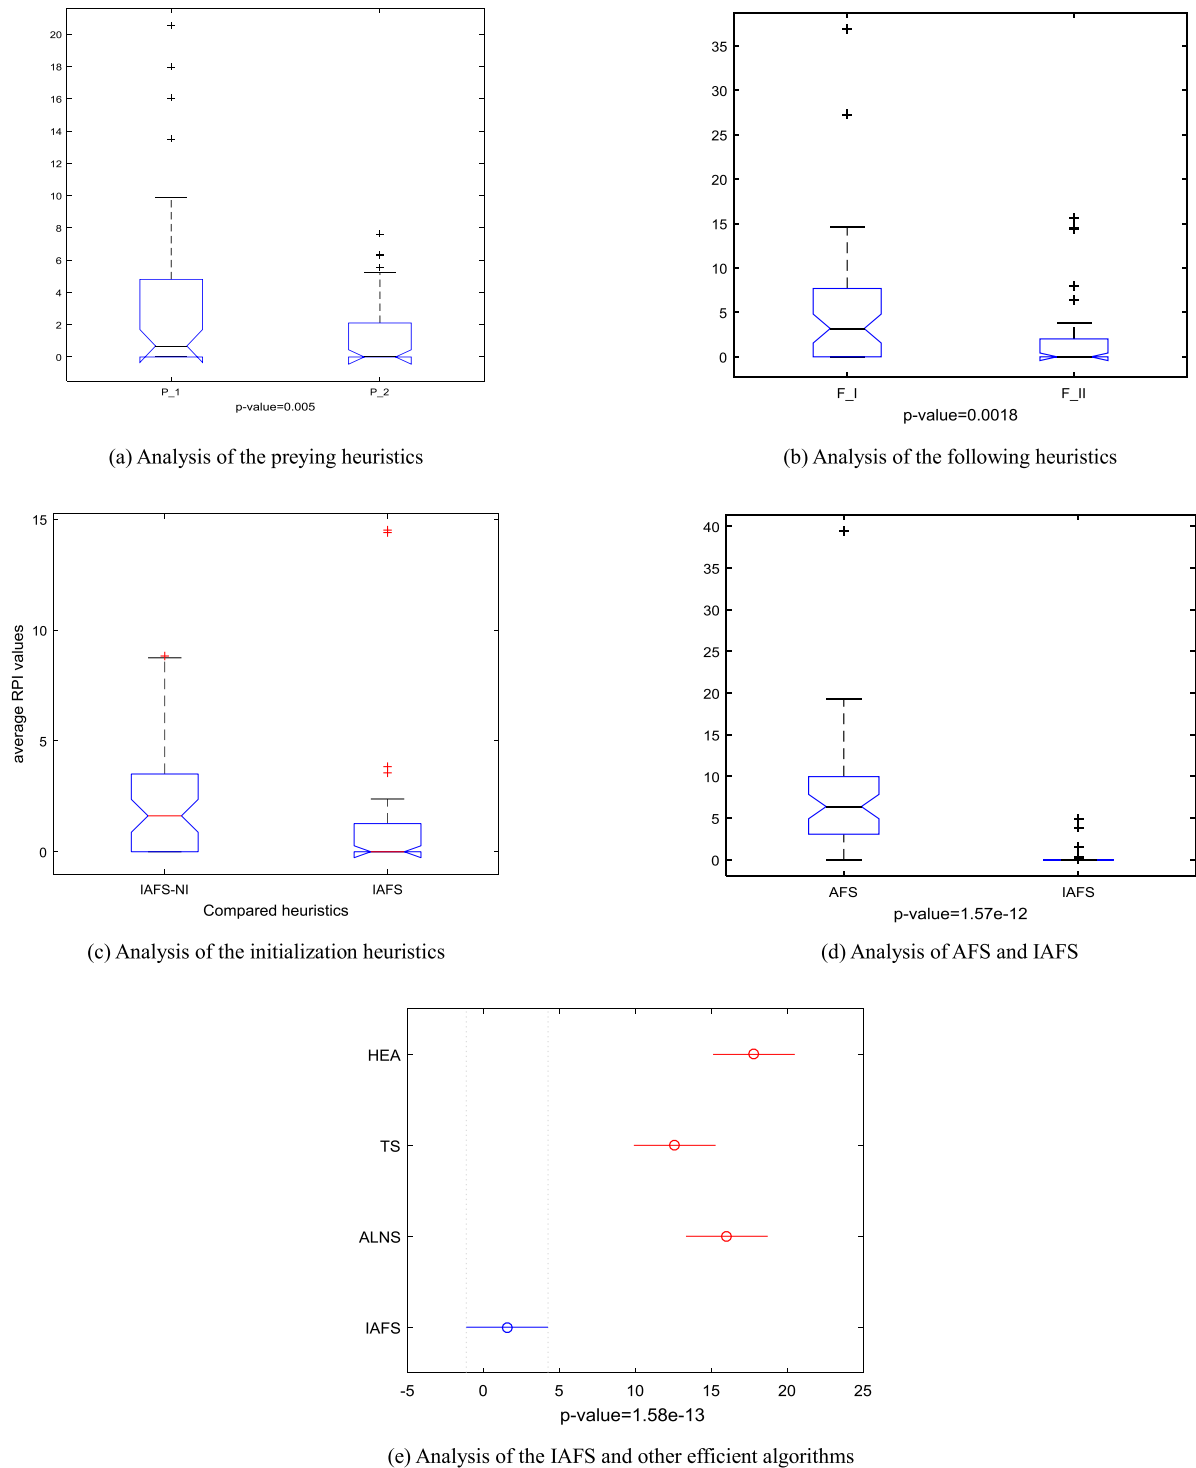 20
18
16
14
12
10
8
6
4
2
0
P_1 P_2
p-value=0.005
(a) Analysis of the preying heuristics
35
30
25
20
15
10
5
0
F_I F_II
p-value=0.0018
(b) Analysis of the following heuristics
15
10
5
0
average RPI values
IAFS-NI IAFS
Compared heuristics
(c) Analysis of the initialization heuristics
40
35
30
25
20
15
10
5
0
AFS IAFS
p-value=1.57e-12
(d) Analysis of AFS and IAFS
HEA
TS
ALNS
IAFS
-5 0 5 10 15 20 25
p-value=1.58e-13
(e) Analysis of the IAFS and other efficient algorithms